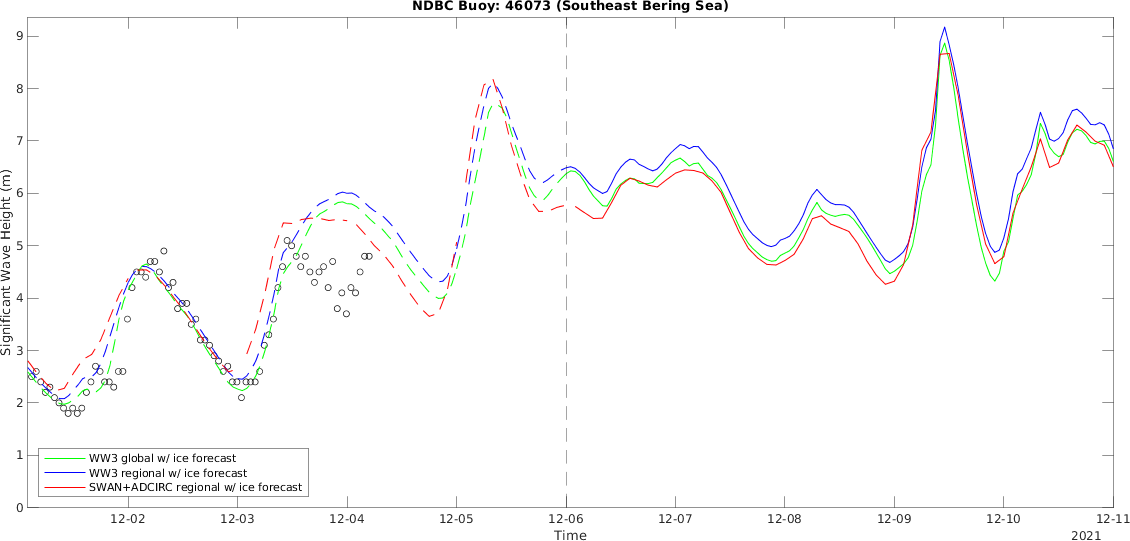 NDBC Buoy: 46073 (Southeast Bering Sea)
9
8
7
6
5
4
3
2
1
0
Significant Wave Height (m)
WW3 global w/ ice forecast
WW3 regional w/ ice forecast
SWAN+ADCIRC regional w/ ice forecast
12-02 12-03 12-04 12-05 12-06 12-07 12-08 12-09 12-10 12-11
Time
2021